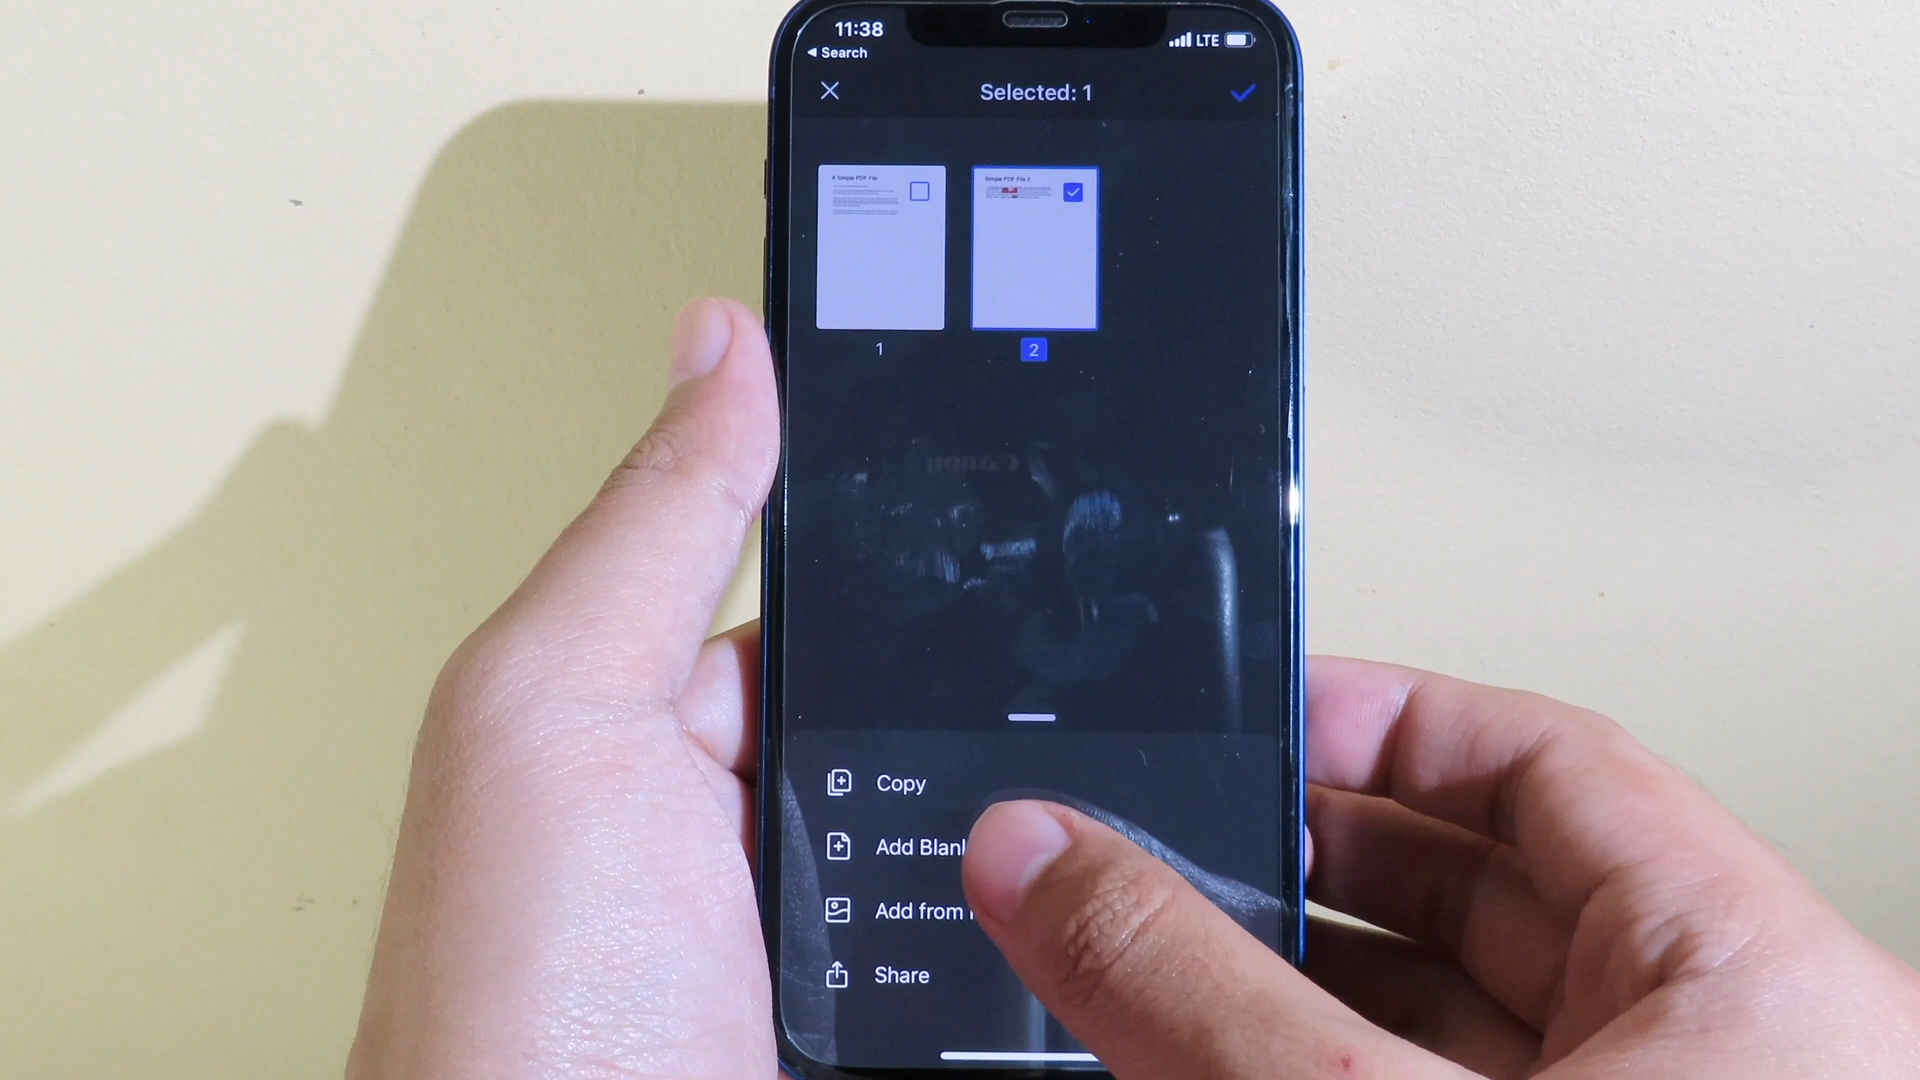 11:38
LTE
Search
Selected: 1
A Simple PDF File
Simple PDF File 2
1
2
Canon
Copy
Add Blank
Add from
Share